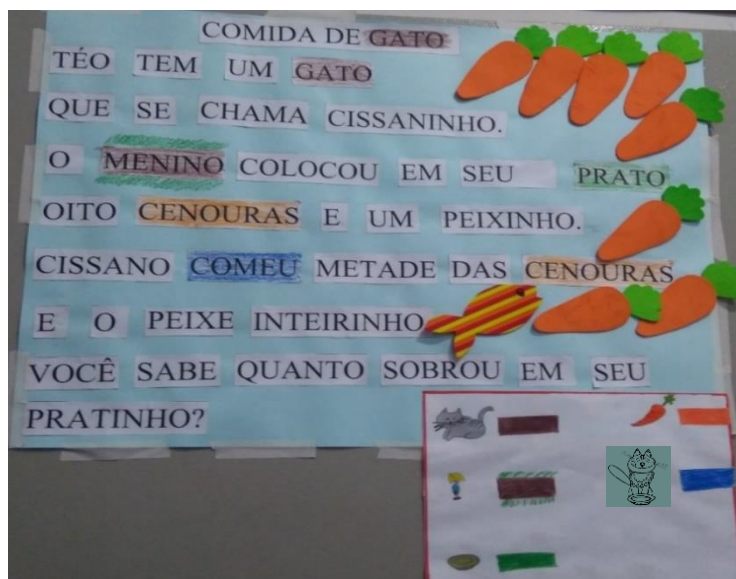 COMIDA DE GATO
TÉO TEM UM GATO
QUE SE CHAMA CISSANINHO.
O MENINO COLOCOU EM SEU PRATO
OITO CENOURAS E UM PEIXINHO.
CISSANO COMEU METADE DAS CENOURAS
E O PEIXE INTEIRINHO
VOCÊ SABE QUANTO SOBROU EM SEU
PRATINHO?